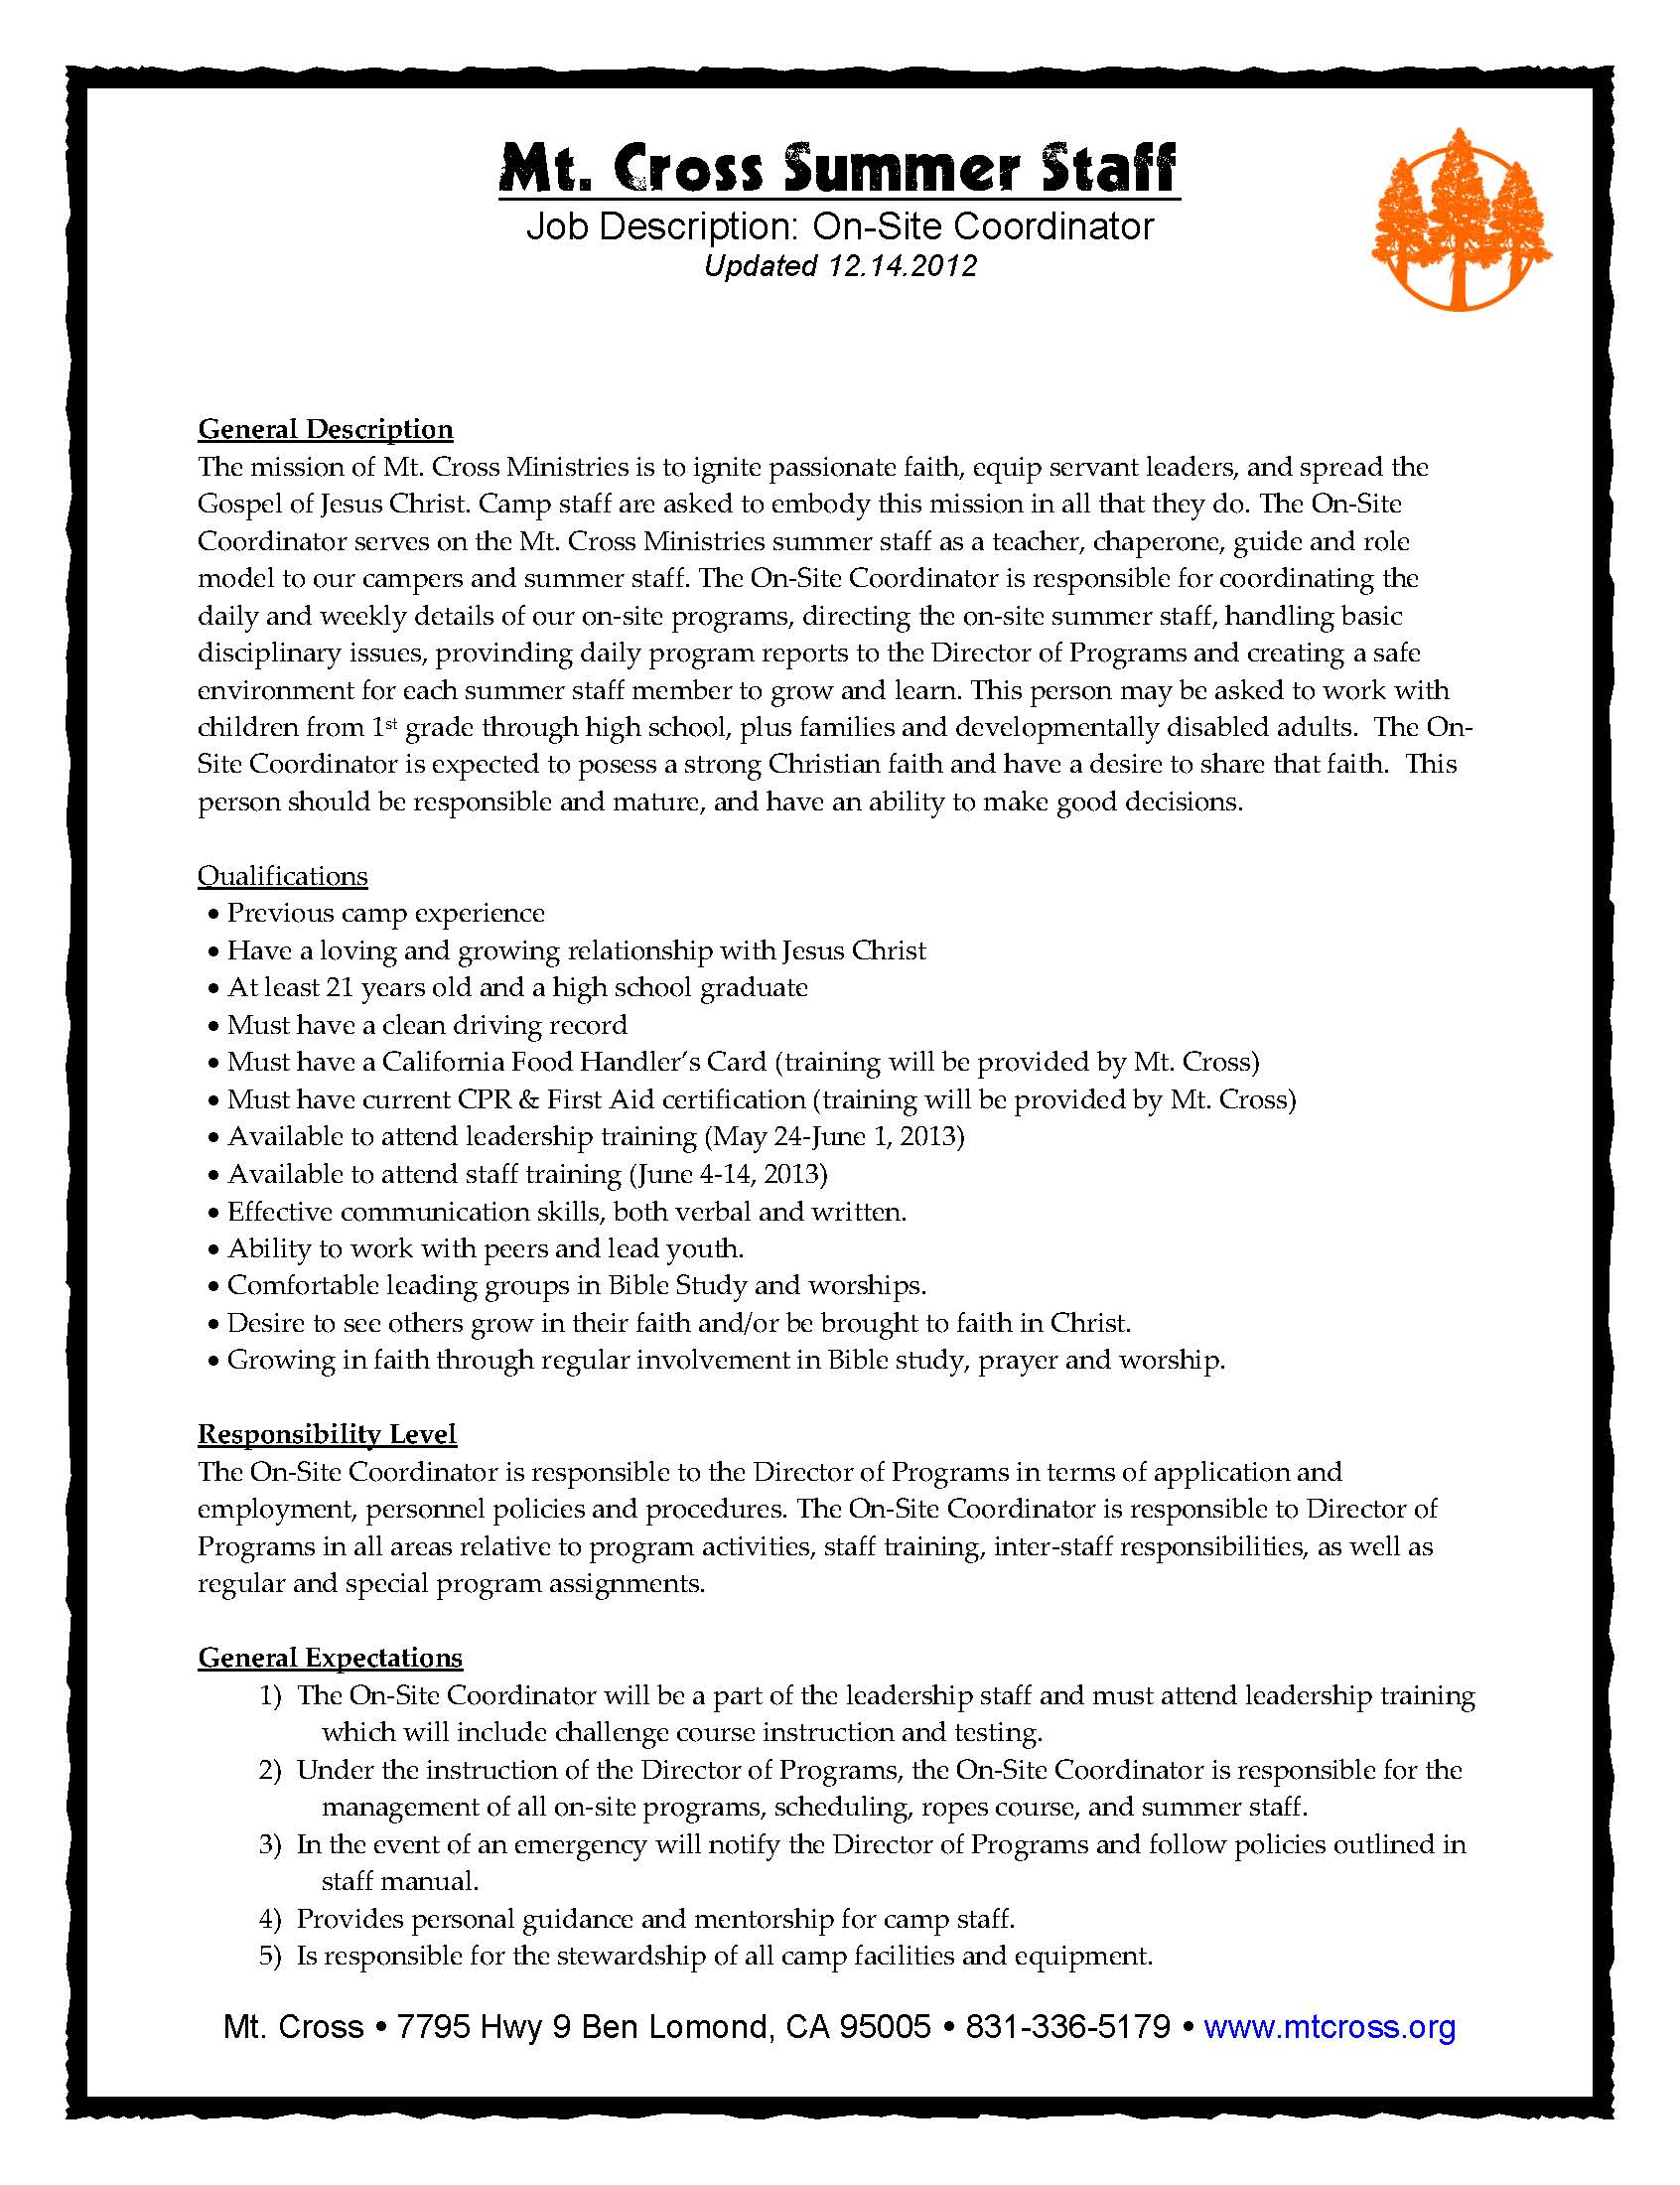 Mt. Cross Summer Staff
Job Description: On-Site Coordinator
Updated 12.14.2012
General Description
The mission of Mt. Cross Ministries is to ignite passionate faith, equip servant leaders, and spread the
Gospel of Jesus Christ. Camp staff are asked to embody this mission in all that they do. The On-Site
Coordinator serves on the Mt. Cross Ministries summer staff as a teacher, chaperone, guide and role
model to our campers and summer staff. The On-Site Coordinator is responsible for coordinating the
daily and weekly details of our on-site programs, directing the on-site summer staff, handling basic
disciplinary issues, provinding daily program reports to the Director of Programs and creating a safe
environment for each summer staff member to grow and learn. This person may be asked to work with
children from 1st grade through high school, plus families and developmentally disabled adults.  The On-
Site Coordinator is expected to posess a strong Christian faith and have a desire to share that faith.  This
person should be responsible and mature, and have an ability to make good decisions.
Qualifications
• Previous camp experience
• Have a loving and growing relationship with Jesus Christ
• At least 21 years old and a high school graduate
• Must have a clean driving record
• Must have a California Food Handler’s Card (training will be provided by Mt. Cross)
• Must have current CPR & First Aid certification (training will be provided by Mt. Cross)
• Available to attend leadership training (May 24-June 1, 2013)
• Available to attend staff training (June 4-14, 2013)
• Effective communication skills, both verbal and written.
• Ability to work with peers and lead youth.
• Comfortable leading groups in Bible Study and worships.
• Desire to see others grow in their faith and/or be brought to faith in Christ.
• Growing in faith through regular involvement in Bible study, prayer and worship.
Responsibility Level
The On-Site Coordinator is responsible to the Director of Programs in terms of application and
employment, personnel policies and procedures. The On-Site Coordinator is responsible to Director of
Programs in all areas relative to program activities, staff training, inter-staff responsibilities, as well as
regular and special program assignments.
General Expectations
1) The On-Site Coordinator will be a part of the leadership staff and must attend leadership training
which will include challenge course instruction and testing.
2) Under the instruction of the Director of Programs, the On-Site Coordinator is responsible for the
management of all on-site programs, scheduling, ropes course, and summer staff.
3) In the event of an emergency will notify the Director of Programs and follow policies outlined in
staff manual.
4) Provides personal guidance and mentorship for camp staff.
5) Is responsible for the stewardship of all camp facilities and equipment.
Mt. Cross • 7795 Hwy 9 Ben Lomond, CA 95005 • 831-336-5179 • www.mtcross.org